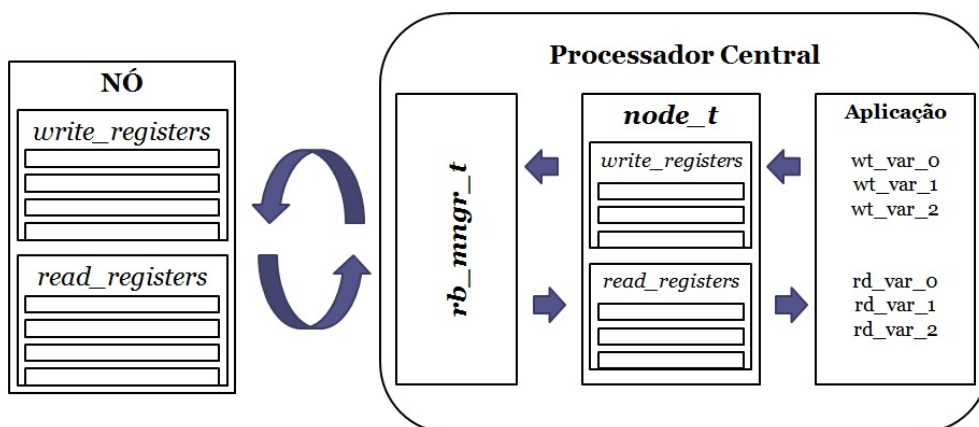 Processador Central
NÓ
write_registers
read_registers
rb_mngr_t
node_t
write_registers
read_registers
Aplicação
wt_var_0
wt_var_1
wt_var_2
rd_var_0
rd_var_1
rd_var_2